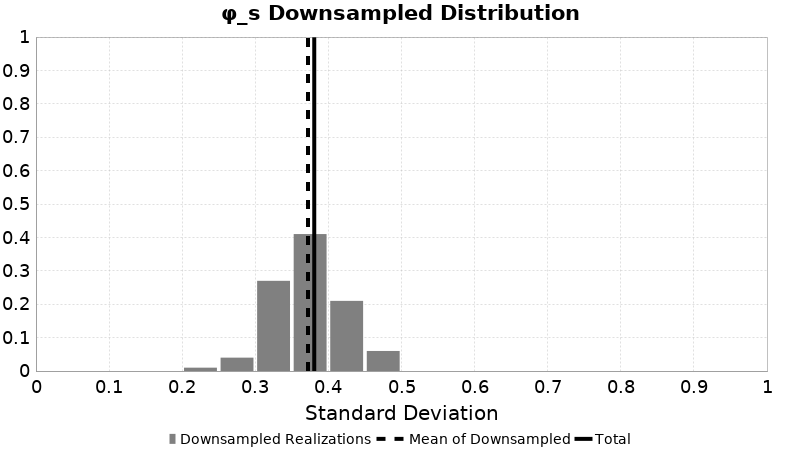 φ_s Downsampled Distribution
1
0.9
0.8
0.7
0.6
0.5
0.4
0.3
0.2
0.1
0
0 0.1 0.2 0.3 0.4 0.5 0.6 0.7 0.8 0.9 1
Standard Deviation
Downsampled Realizations Mean of Downsampled Total